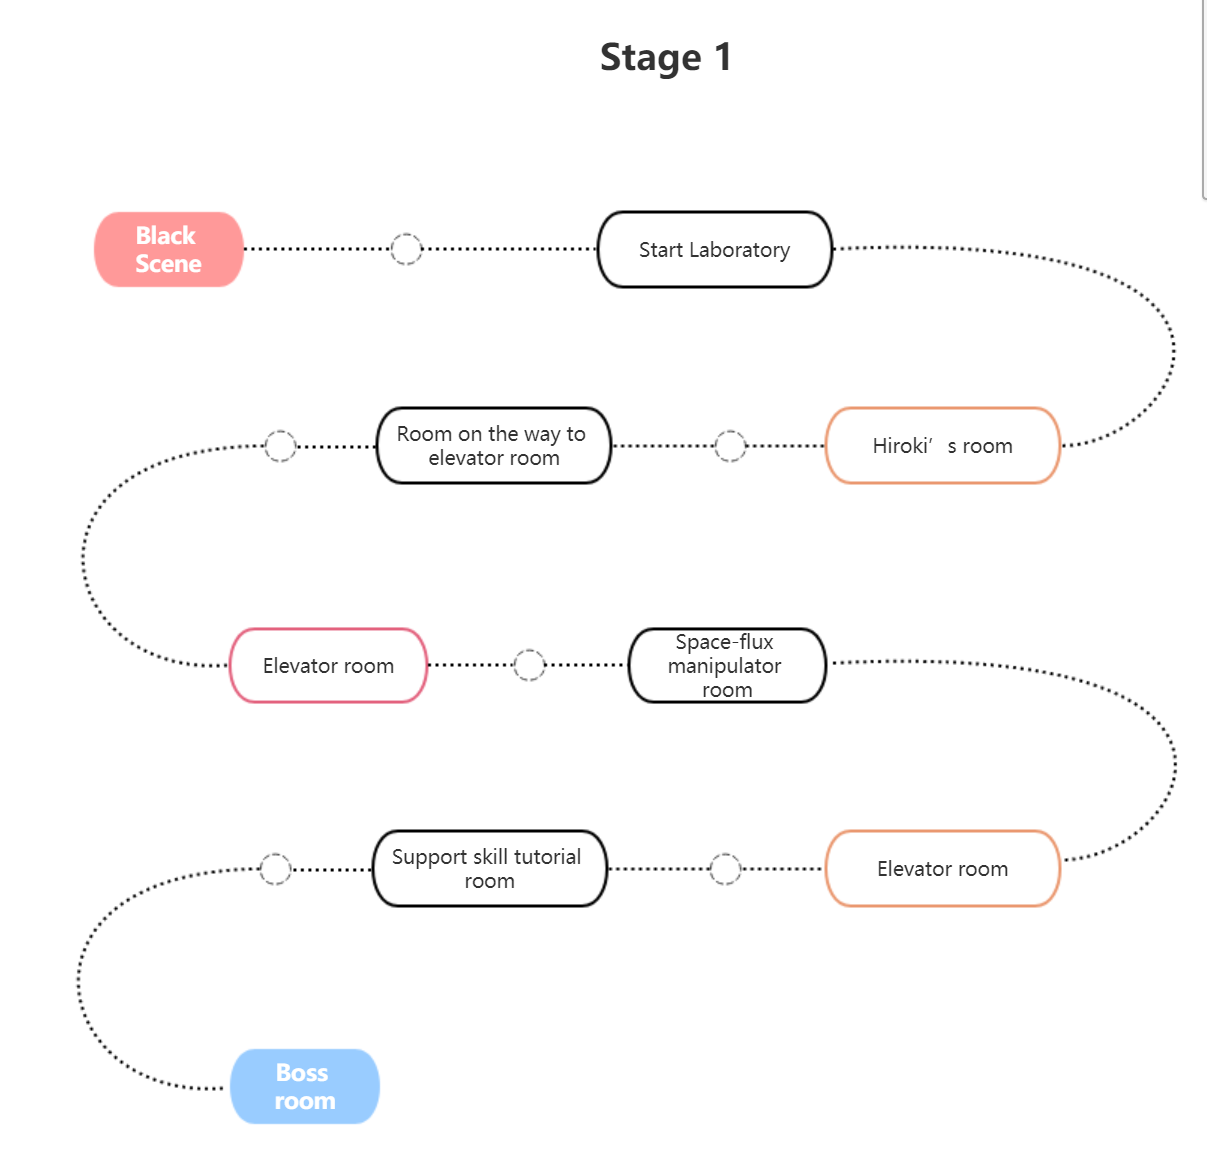 Stage 1
Black
Scene
Start Laboratory
Room on the way to
elevator room
Hiroki’s room
Elevator room
Space-flux
manipulator
room
Support skill tutorial
room
Elevator room
Boss
room